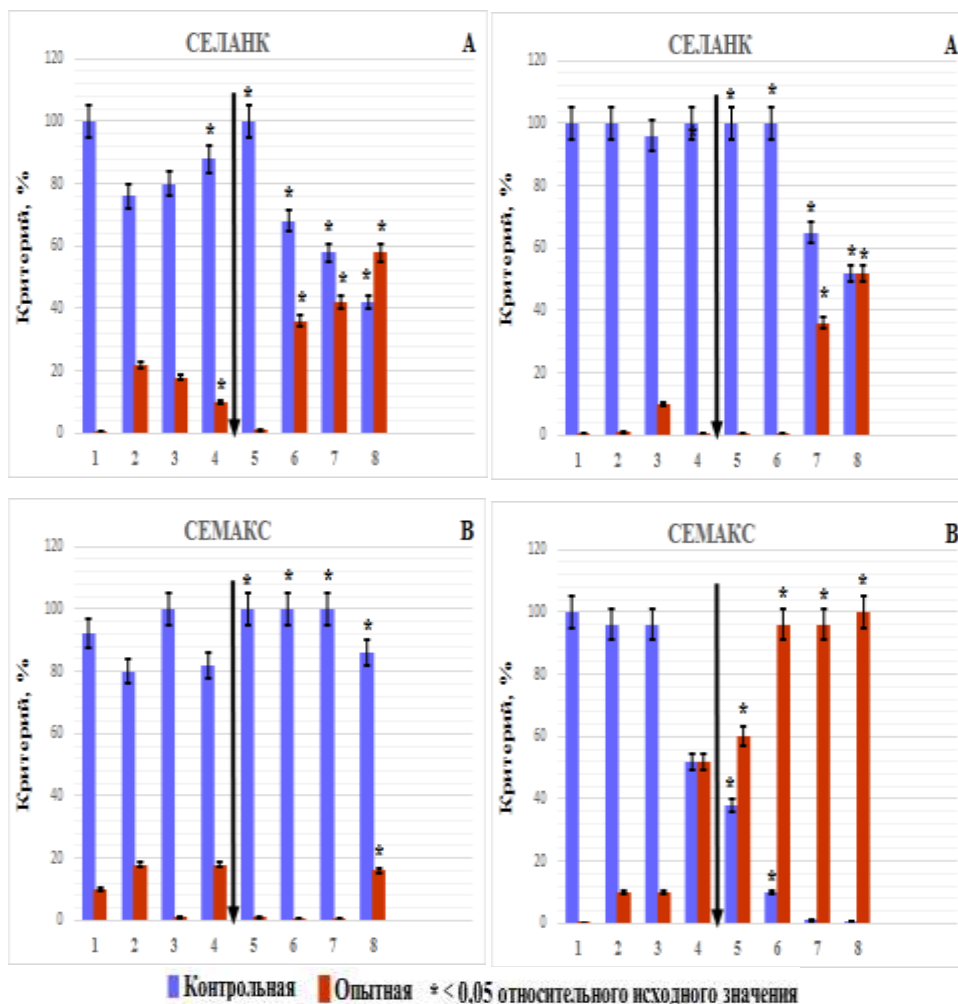 СЕЛАНК
A
120
100
80
60
40
20
0
Критерий, %
1 2 3 4 5 6 7 8
* * * * * * * * *
СЕЛАНК
A
120
100
80
60
40
20
0
Критерий, %
1 2 3 4 5 6 7 8
* * * * * * *
СЕМАКС
B
120
100
80
60
40
20
0
Критерий, %
1 2 3 4 5 6 7 8
* * * * *
СЕМАКС
B
120
100
80
60
40
20
0
Критерий, %
1 2 3 4 5 6 7 8
* * * * * *
Контрольная Опытная * < 0,05 относительного исходного значения